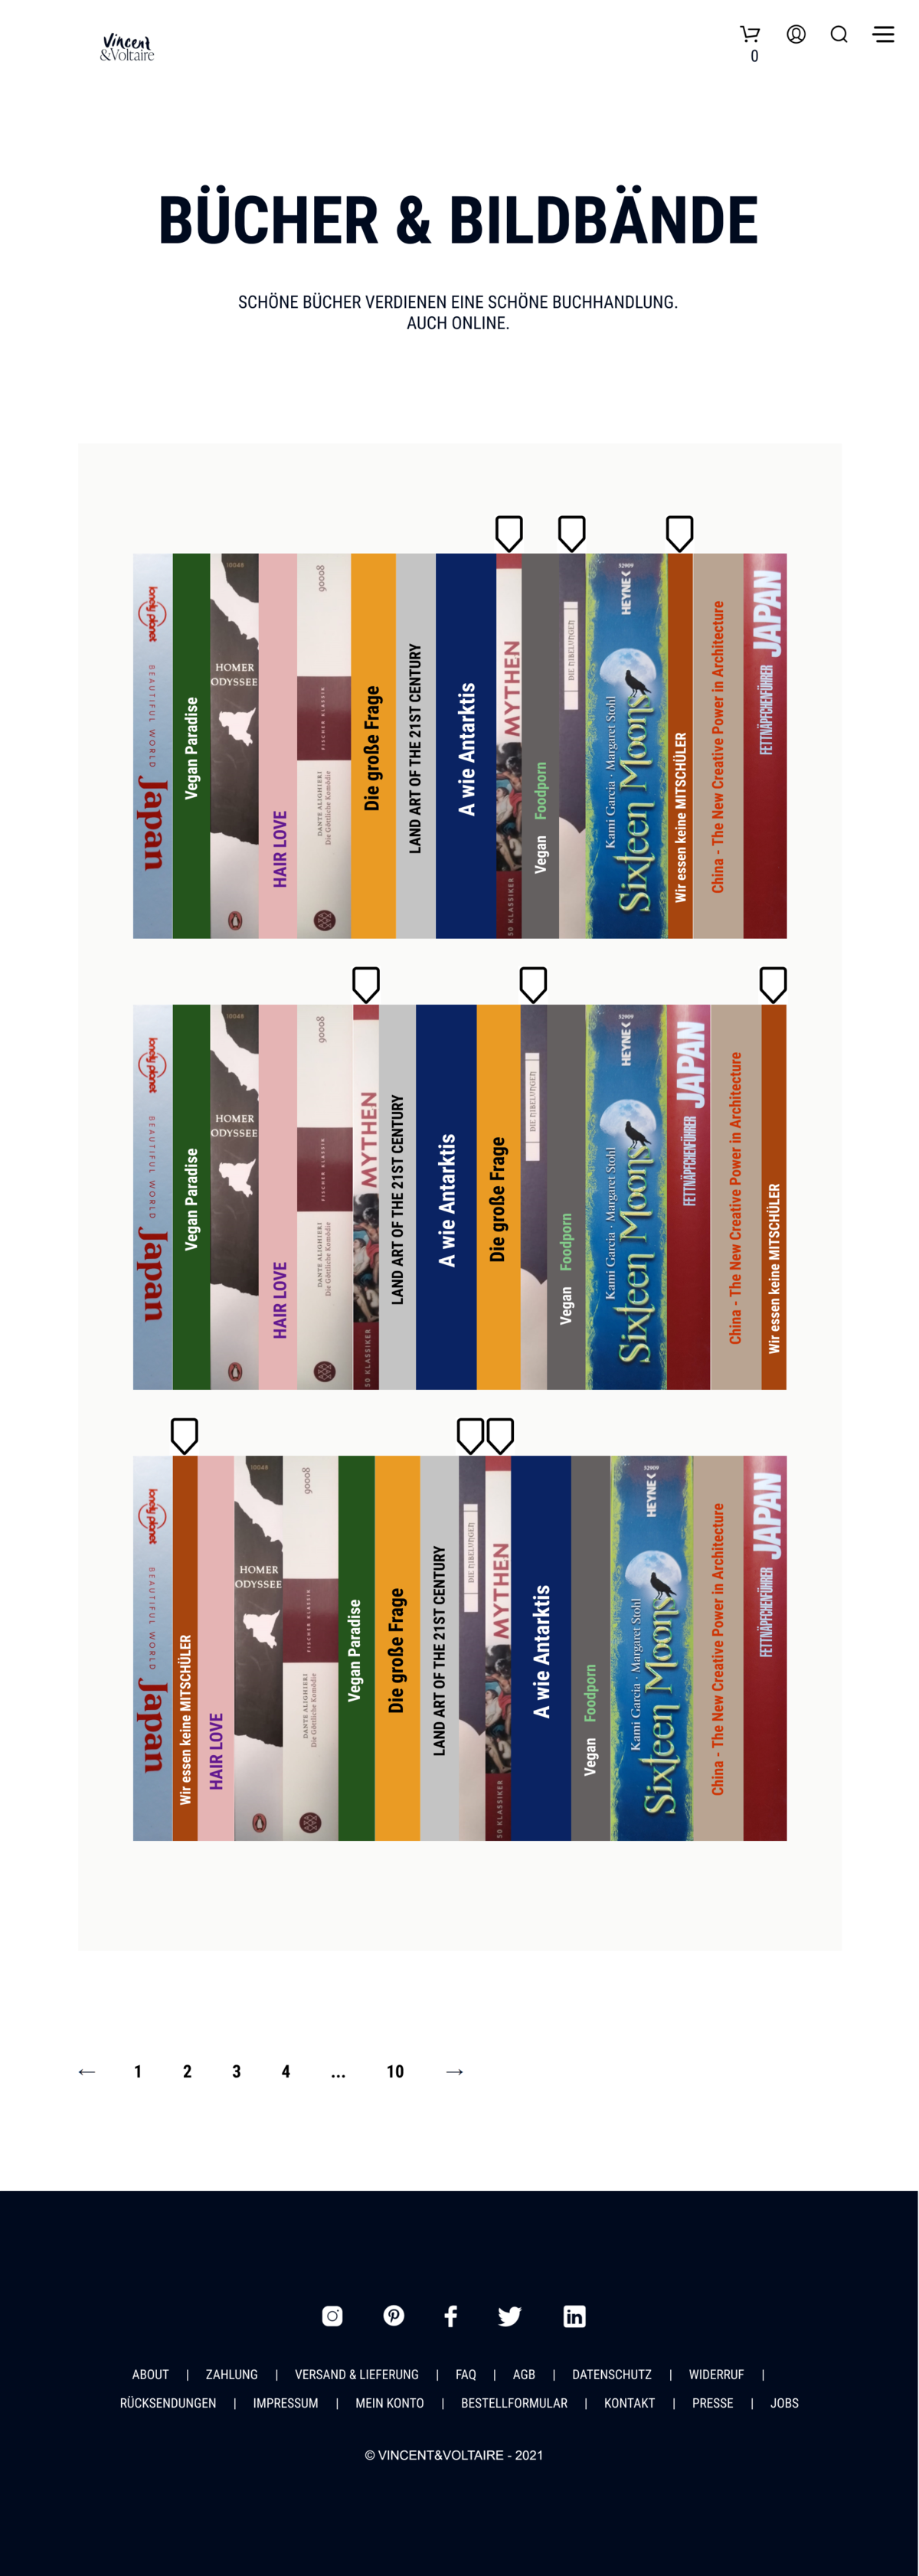 Vincent
&Voltaire
0
BÜCHER & BILDBÄNDE
SCHÖNE BÜCHER VERDIENEN EINE SCHÖNE BUCHHANDLUNG.
AUCH ONLINE.
lonely planet
BEAUTIFUL WORLD
Japan
Vegan Paradise
10048
HOMER
ODYSSEE
HAIR LOVE
90008
FISCHER KLASSIK
DANTE ALIGHIERI
Die Göttliche Komödie
Die große Frage
LAND ART OF THE 21ST CENTURY
A wie Antarktis
MYTHEN
50 KLASSIKER
Vegan Foodporn
DIE NIBELUNGEN
52909
HEYNE<
Kami Garcia · Margaret Stohl
Sixteen Moons
Wir essen keine MITSCHÜLER
China - The New Creative Power in Architecture
FETTNÄPFCHENFÜHRER JAPAN
lonely planet
BEAUTIFUL WORLD
Japan
Vegan Paradise
10048
HOMER
ODYSSEE
HAIR LOVE
90008
FISCHER KLASSIK
DANTE ALIGHIERI
Die Göttliche Komödie
MYTHEN
50 KLASSIKER
LAND ART OF THE 21ST CENTURY
A wie Antarktis
Die große Frage
DIE NIBELUNGEN
Vegan Foodporn
52909
HEYNE<
Kami Garcia · Margaret Stohl
Sixteen Moons
FETTNÄPFCHENFÜHRER JAPAN
China - The New Creative Power in Architecture
Wir essen keine MITSCHÜLER
lonely planet
BEAUTIFUL WORLD
Japan
Wir essen keine MITSCHÜLER
HAIR LOVE
10048
HOMER
ODYSSEE
90008
FISCHER KLASSIK
DANTE ALIGHIERI
Die Göttliche Komödie
Vegan Paradise
Die große Frage
LAND ART OF THE 21ST CENTURY
DIE NIBELUNGEN
MYTHEN
50 KLASSIKER
A wie Antarktis
Vegan Foodporn
52909
HEYNE<
Kami Garcia · Margaret Stohl
Sixteen Moons
China - The New Creative Power in Architecture
FETTNÄPFCHENFÜHRER JAPAN
← 1 2 3 4 ... 10 →
ABOUT | ZAHLUNG | VERSAND & LIEFERUNG | FAQ | AGB | DATENSCHUTZ | WIDERRUF |
RÜCKSENDUNGEN | IMPRESSUM | MEIN KONTO | BESTELLFORMULAR | KONTAKT | PRESSE | JOBS
© VINCENT&VOLTAIRE - 2021